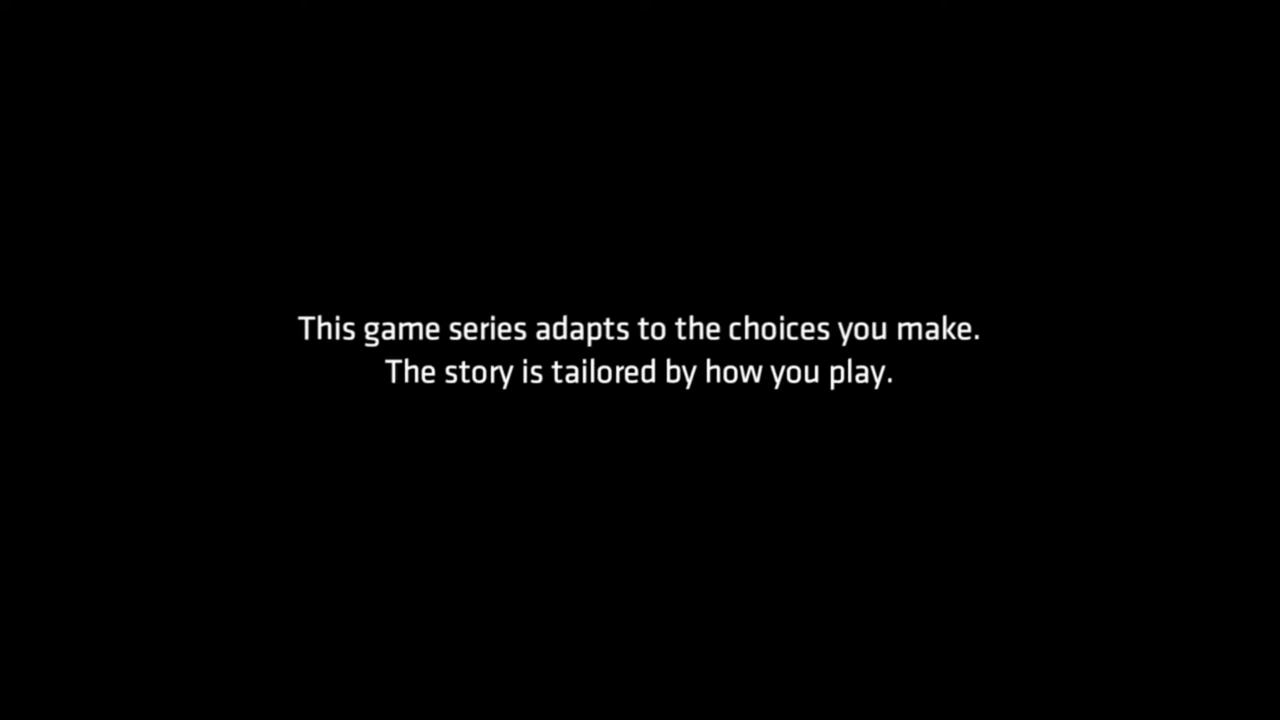 This game series adapts to the choices you make.
The story is tailored by how you play.